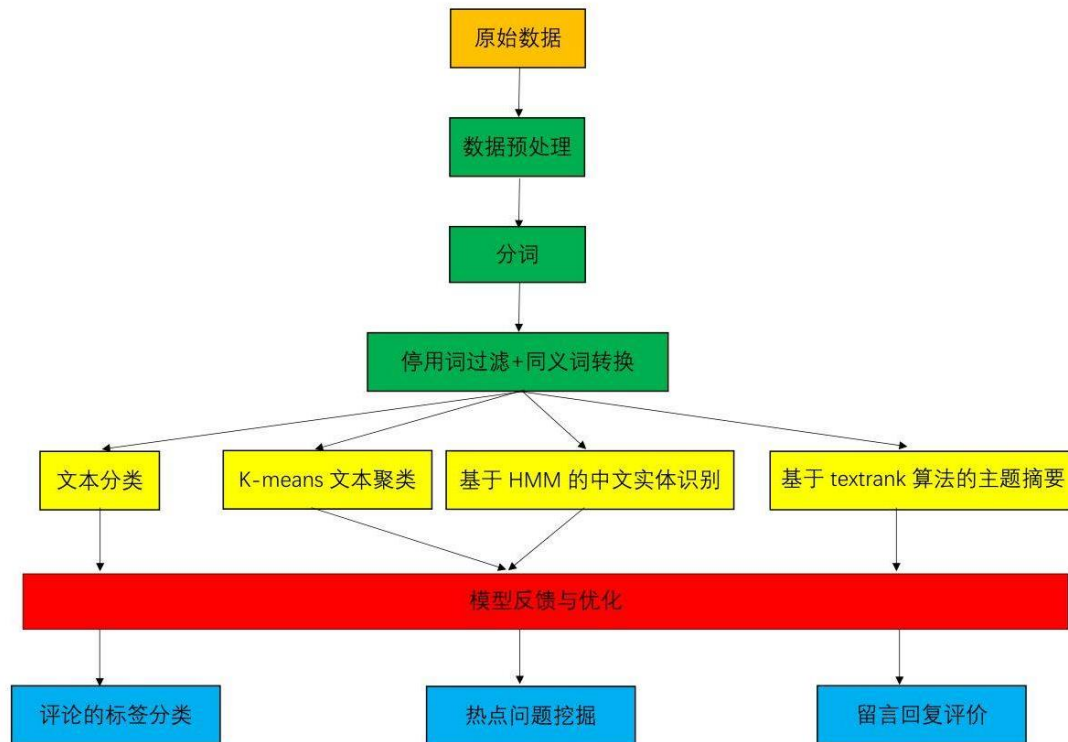 原始数据
数据预处理
分词
停用词过滤+同义词转换
文本分类
K-means 文本聚类
基于 HMM 的中文实体识别
基于 textrank 算法的主题摘要
模型反馈与优化
评论的标签分类
热点问题挖掘
留言回复评价